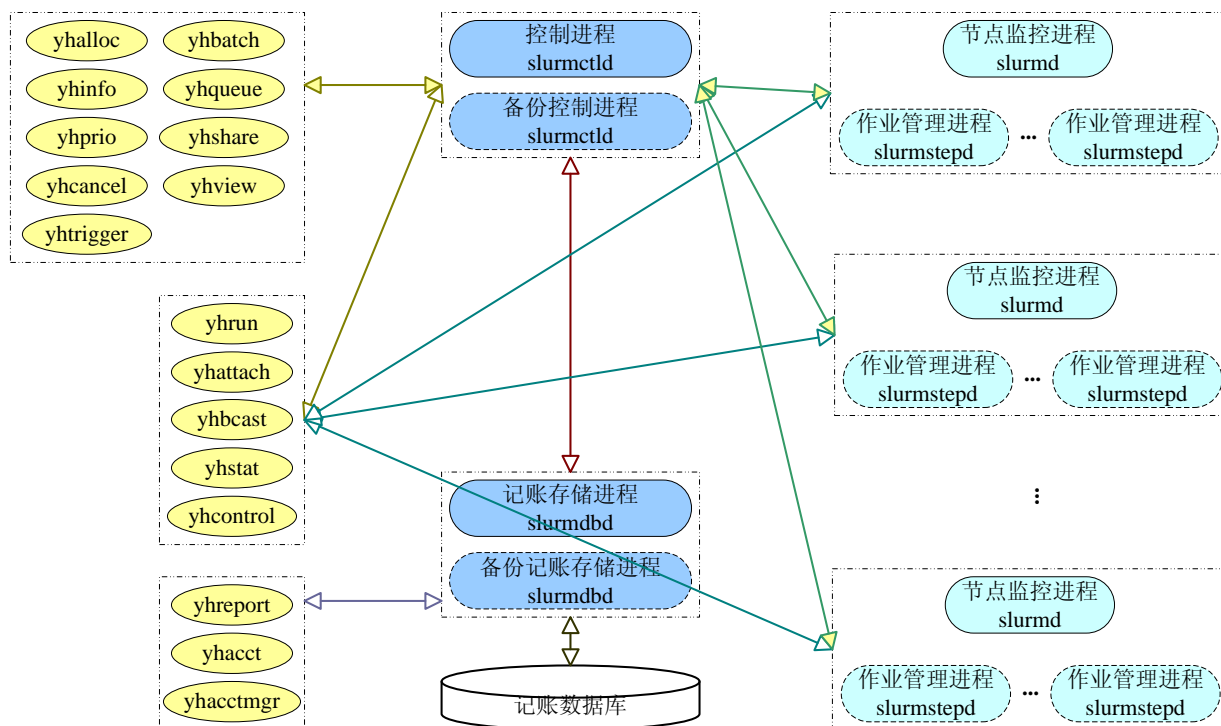 yhalloc
yhbatch
yhinfo
yhqueue
yhprio
yhshare
yhcancel
yhview
yhtrigger
控制进程
slurmctld
备份控制进程
slurmctld
节点监控进程
slurmd
作业管理进程
slurmstepd
...
作业管理进程
slurmstepd
yhrun
yhattach
yhbcast
yhstat
yhcontrol
节点监控进程
slurmd
作业管理进程
slurmstepd
...
作业管理进程
slurmstepd
...
记账存储进程
slurmdbd
备份记账存储进程
slurmdbd
yhreport
yhacct
yhacctmgr
记账数据库
节点监控进程
slurmd
作业管理进程
slurmstepd
...
作业管理进程
slurmstepd